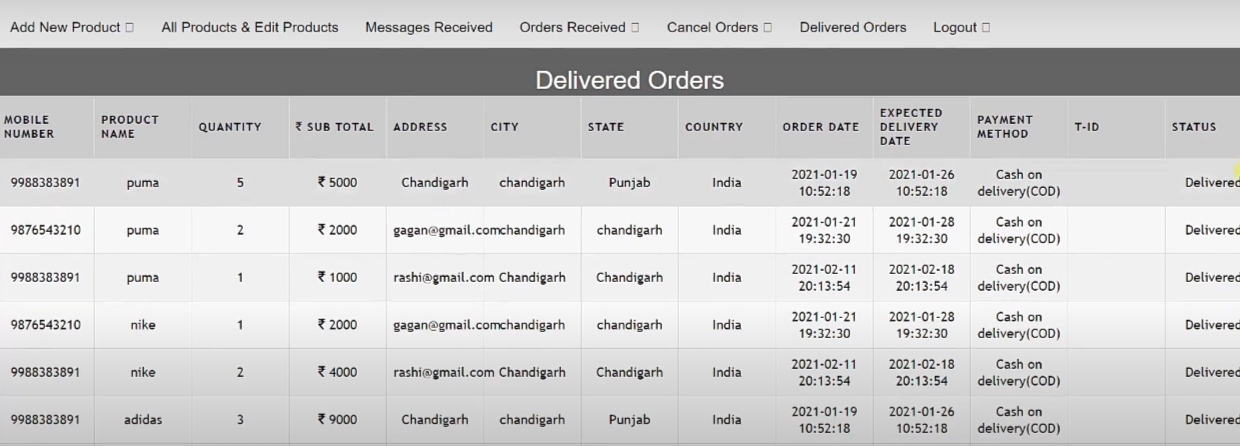 Add New Product All Products & Edit Products Messages Received Orders Received Cancel Orders Delivered Orders Logout
Delivered Orders
MOBILE NUMBER PRODUCT NAME QUANTITY ₹ SUB TOTAL ADDRESS CITY STATE COUNTRY ORDER DATE EXPECTED DELIVERY DATE PAYMENT METHOD T-ID STATUS
9988383891 puma 5 ₹ 5000 Chandigarh chandigarh Punjab India 2021-01-19 10:52:18 2021-01-26 10:52:18 Cash on delivery(COD) Delivered
9876543210 puma 2 ₹ 2000 gagan@gmail.com chandigarh chandigarh India 2021-01-21 19:32:30 2021-01-28 19:32:30 Cash on delivery(COD) Delivered
9988383891 puma 1 ₹ 1000 rashi@gmail.com Chandigarh Chandigarh India 2021-02-11 20:13:54 2021-02-18 20:13:54 Cash on delivery(COD) Delivered
9876543210 nike 1 ₹ 2000 gagan@gmail.com chandigarh chandigarh India 2021-01-21 19:32:30 2021-01-28 19:32:30 Cash on delivery(COD) Delivered
9988383891 nike 2 ₹ 4000 rashi@gmail.com Chandigarh Chandigarh India 2021-02-11 20:13:54 2021-02-18 20:13:54 Cash on delivery(COD) Delivered
9988383891 adidas 3 ₹ 9000 Chandigarh chandigarh Punjab India 2021-01-19 10:52:18 2021-01-26 10:52:18 Cash on delivery(COD) Delivered